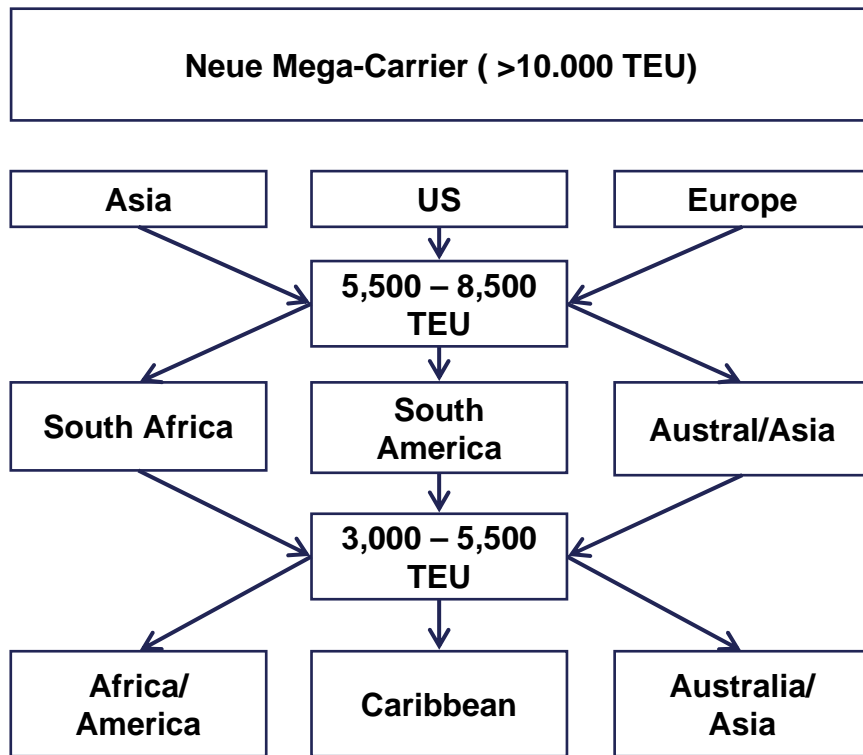 Neue Mega-Carrier ( >10.000 TEU)
Asia
US
Europe
5,500 – 8,500
TEU
South Africa
South
America
Austral/Asia
3,000 – 5,500
TEU
Africa/
America
Caribbean
Australia/
Asia